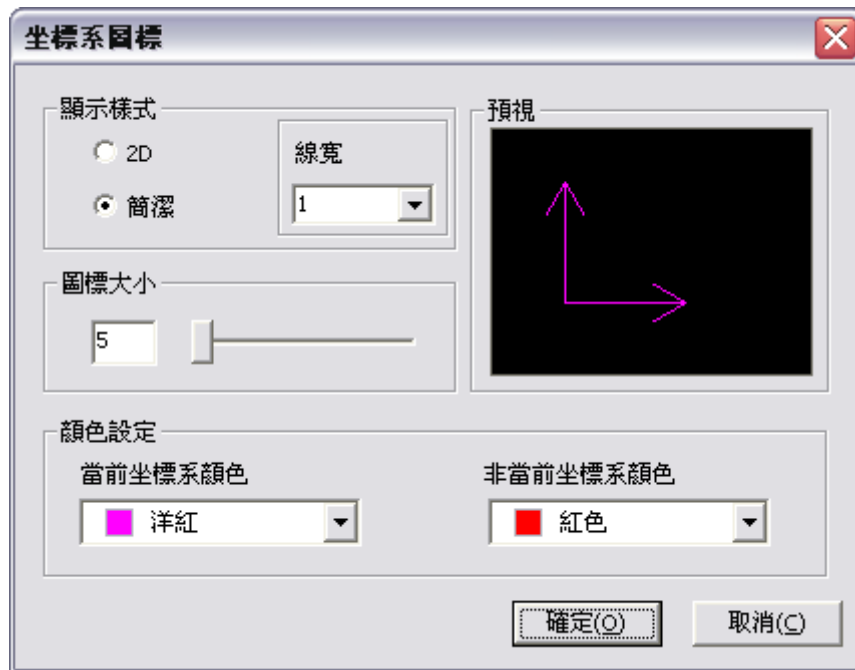 坐標系圖標
顯示樣式
2D
簡潔
線寬
1
預視
圖標大小
5
顏色設定
當前坐標系顏色
洋紅
非當前坐標系顏色
紅色
確定(O)
取消(C)